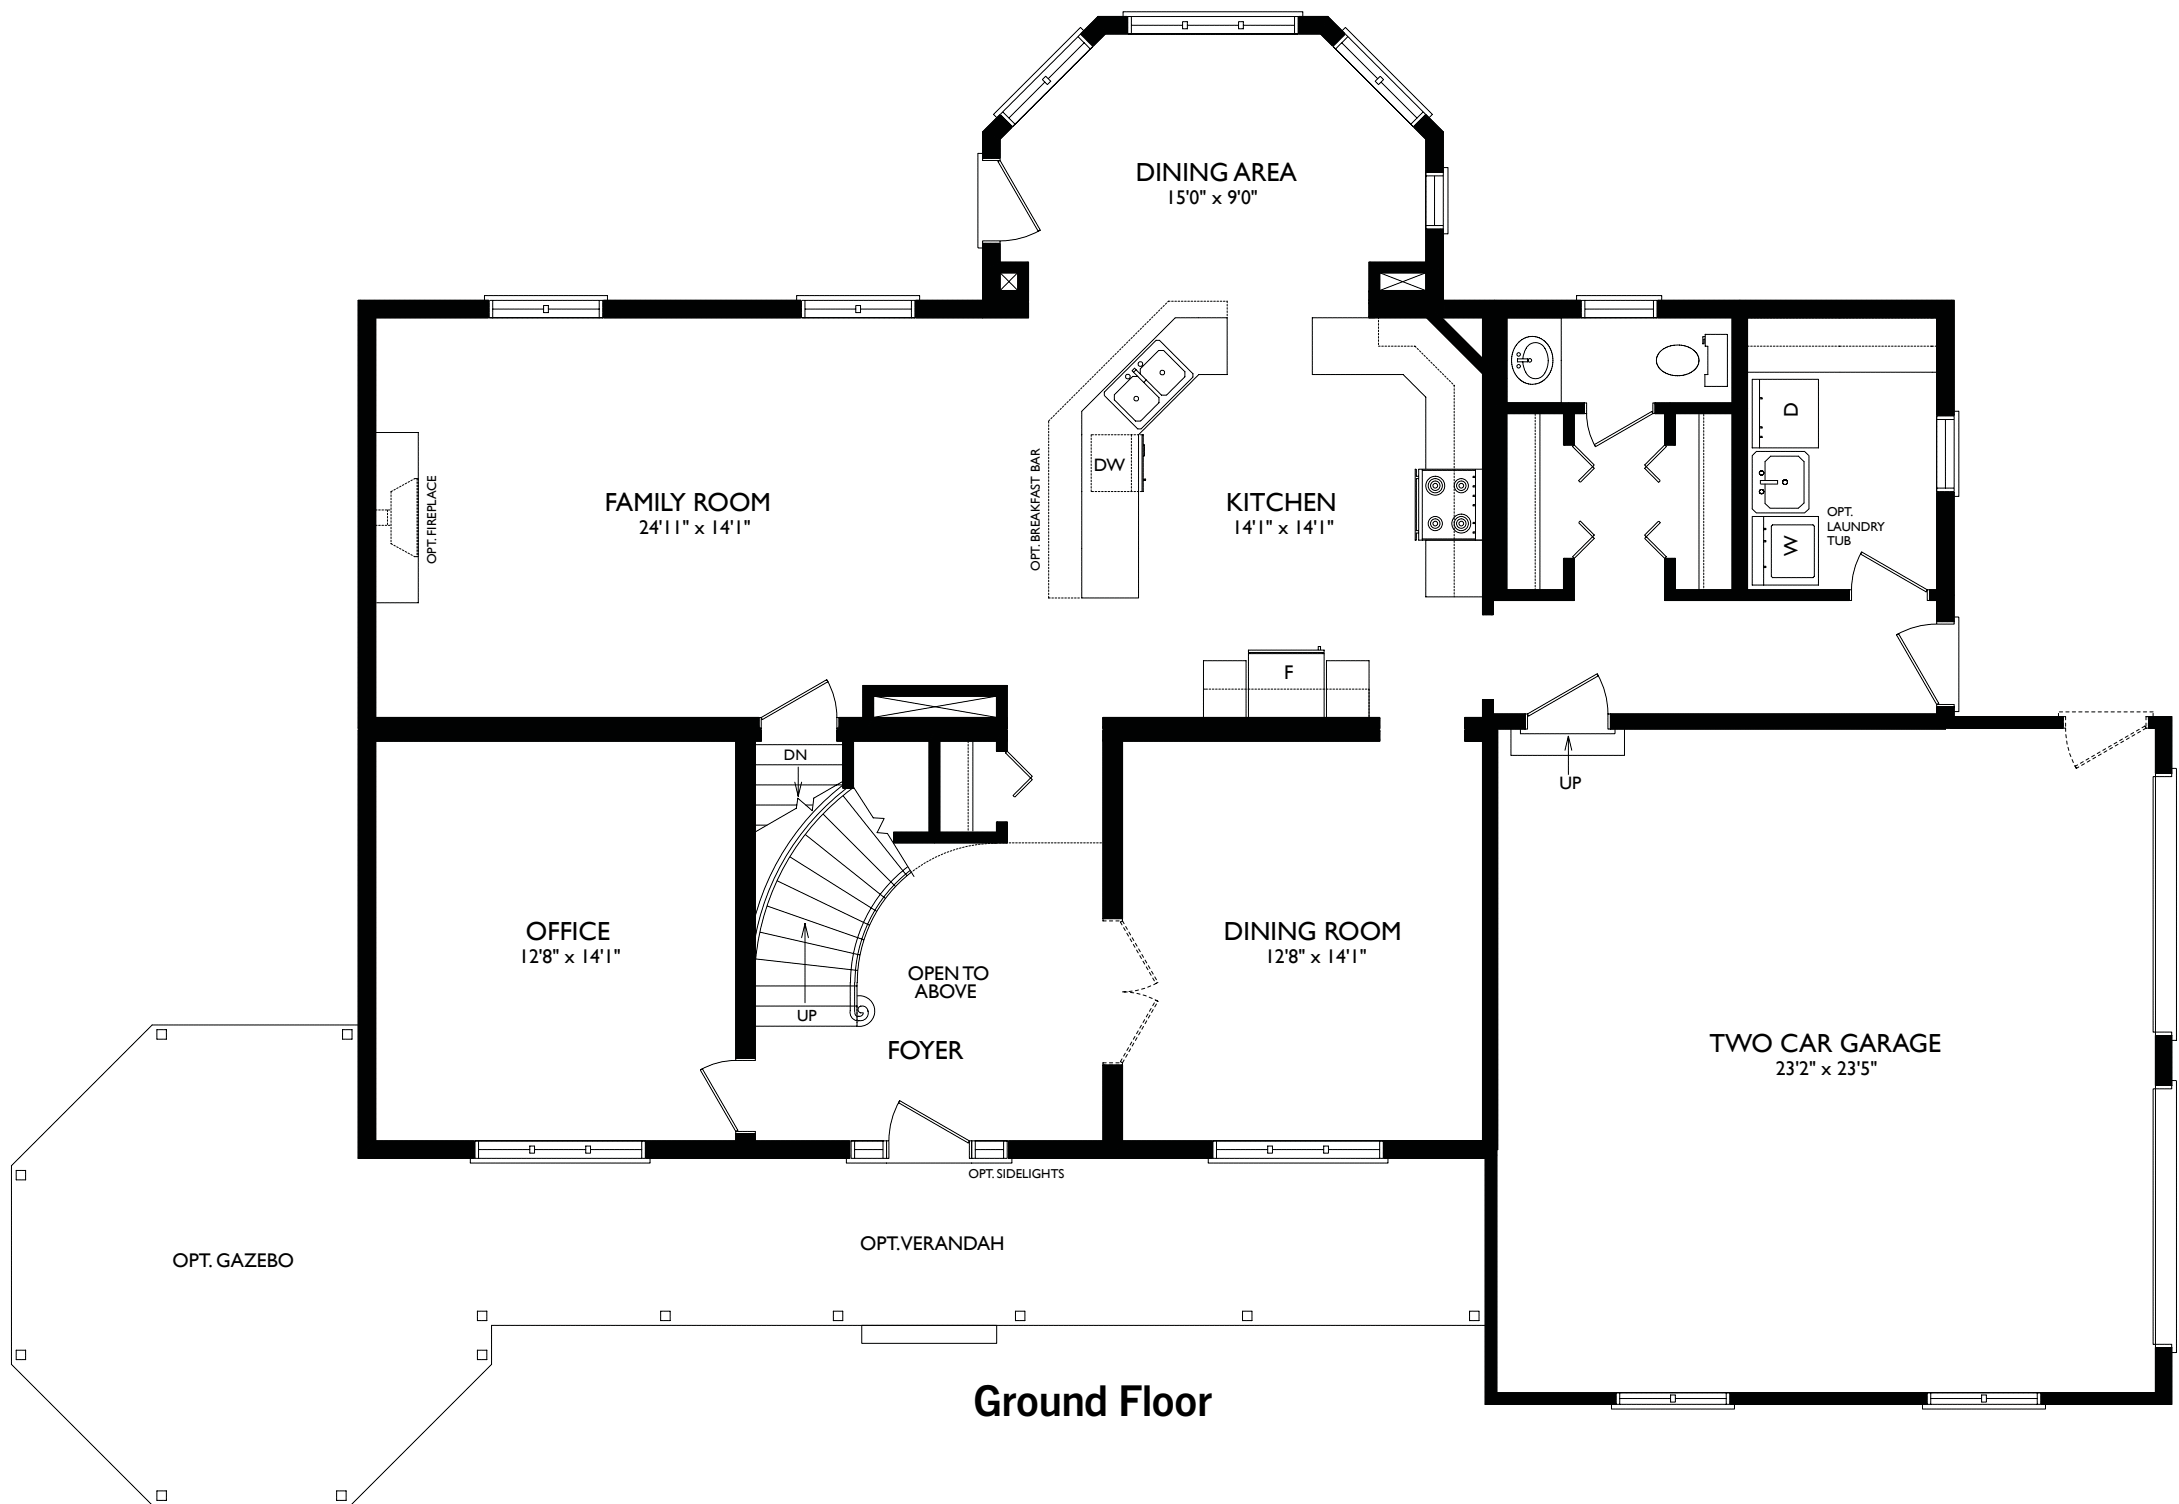 DINING AREA
15'0" x 9'0"
FAMILY ROOM
24'11" x 14'1"
OPT. FIREPLACE
OPT. BREAKFAST BAR
DW
KITCHEN
14'1" x 14'1"
F
D
W
OPT.
LAUNDRY
TUB
DN
UP
OFFICE
12'8" x 14'1"
UP
OPEN TO
ABOVE
FOYER
DINING ROOM
12'8" x 14'1"
TWO CAR GARAGE
23'2" x 23'5"
OPT. SIDELIGHTS
OPT. VERANDAH
OPT. GAZEBO
Ground Floor